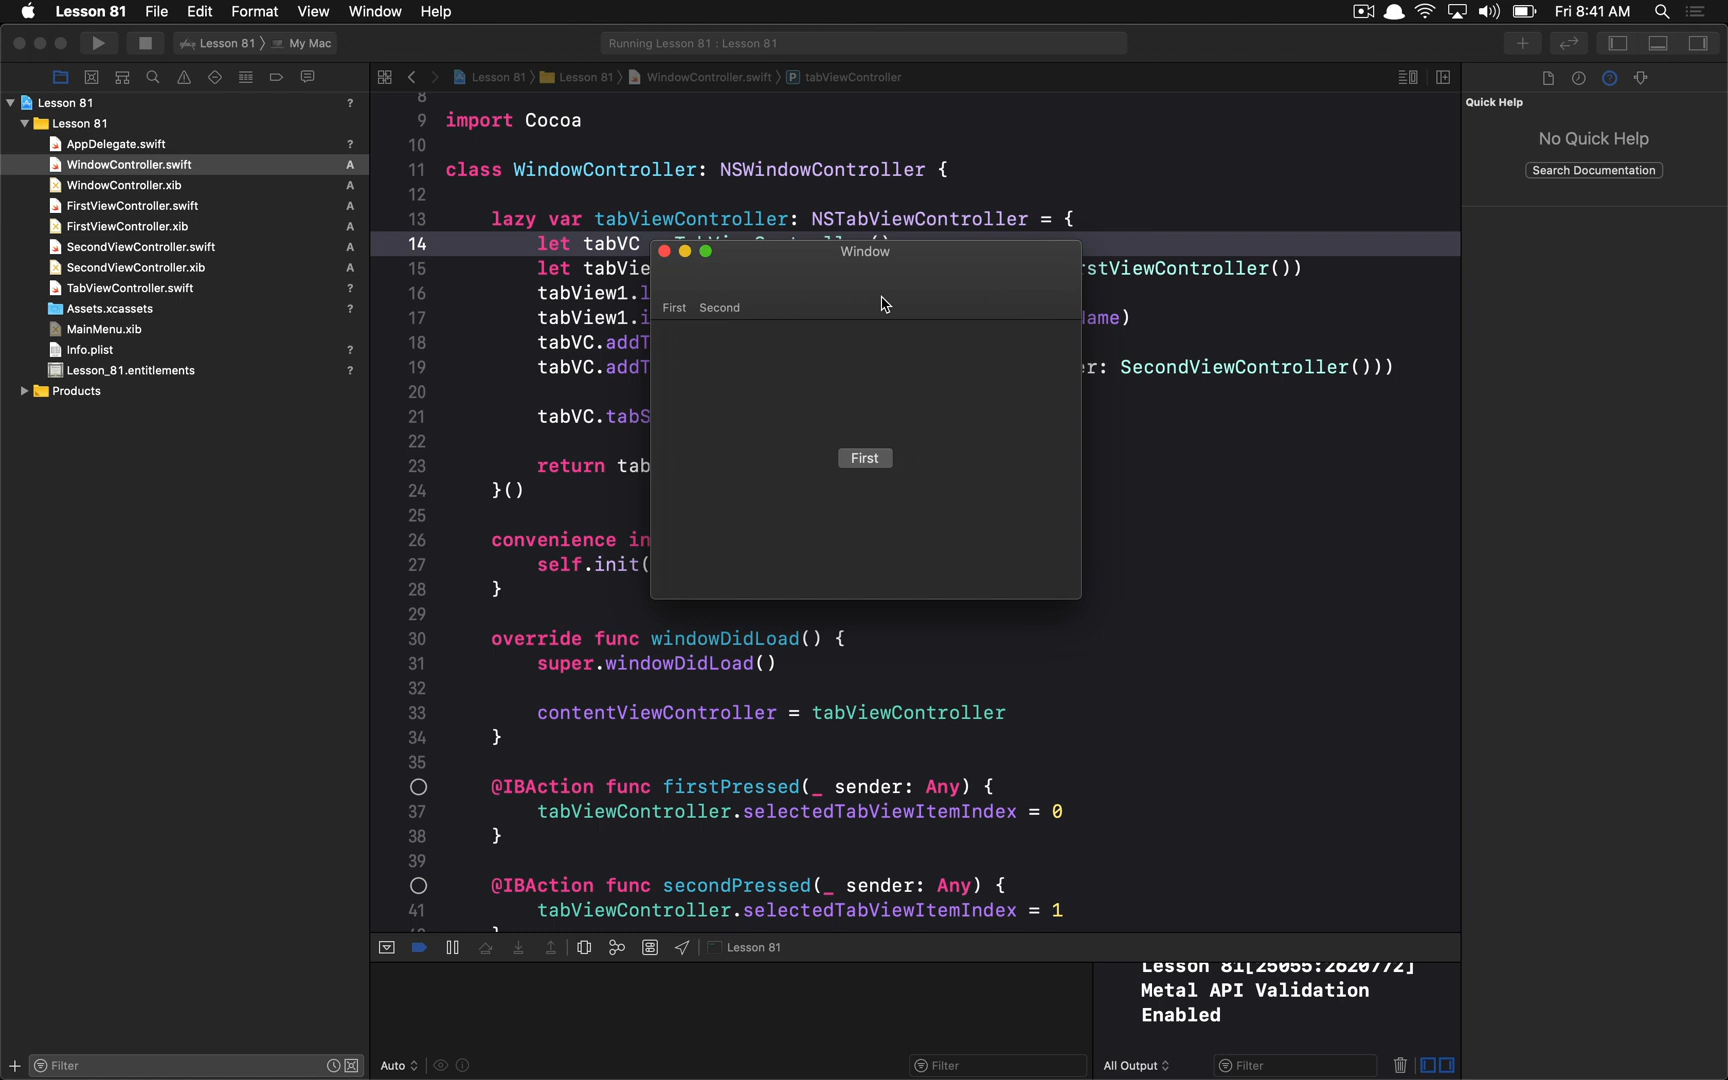 Lesson 81 File Edit Format View Window Help Fri 8:41 AM
Lesson 81 My Mac Running Lesson 81 : Lesson 81
Lesson 81 Lesson 81 WindowController.swift P tabViewController
Lesson 81 ?
Lesson 81
AppDelegate.swift ?
WindowController.swift A
WindowController.xib A
FirstViewController.swift A
FirstViewController.xib A
SecondViewController.swift A
SecondViewController.xib A
TabViewController.swift ?
Assets.xcassets ?
MainMenu.xib
Info.plist ?
Lesson_81.entitlements ?
Products
Filter
8
9 import Cocoa
10
11 class WindowController: NSWindowController {
12
13 lazy var tabViewController: NSTabViewController = {
14 let tabVC
15 let tabVie rstViewController())
16 tabView1.l
17 tabView1.i Name)
18 tabVC.addT
19 tabVC.addT er: SecondViewController()))
20
21 tabVC.tabS
22
23 return tab
24 }()
25
26 convenience in
27 self.init(
28 }
29
30 override func windowDidLoad() {
31 super.windowDidLoad()
32
33 contentViewController = tabViewController
34 }
35
@IBAction func firstPressed(_ sender: Any) {
37 tabViewController.selectedTabViewItemIndex = 0
38 }
39
@IBAction func secondPressed(_ sender: Any) {
41 tabViewController.selectedTabViewItemIndex = 1
Window
First Second
First
Lesson 81
Auto Filter
Lesson 81[25055:2620772]
Metal API Validation
Enabled
All Output Filter
Quick Help
No Quick Help
Search Documentation